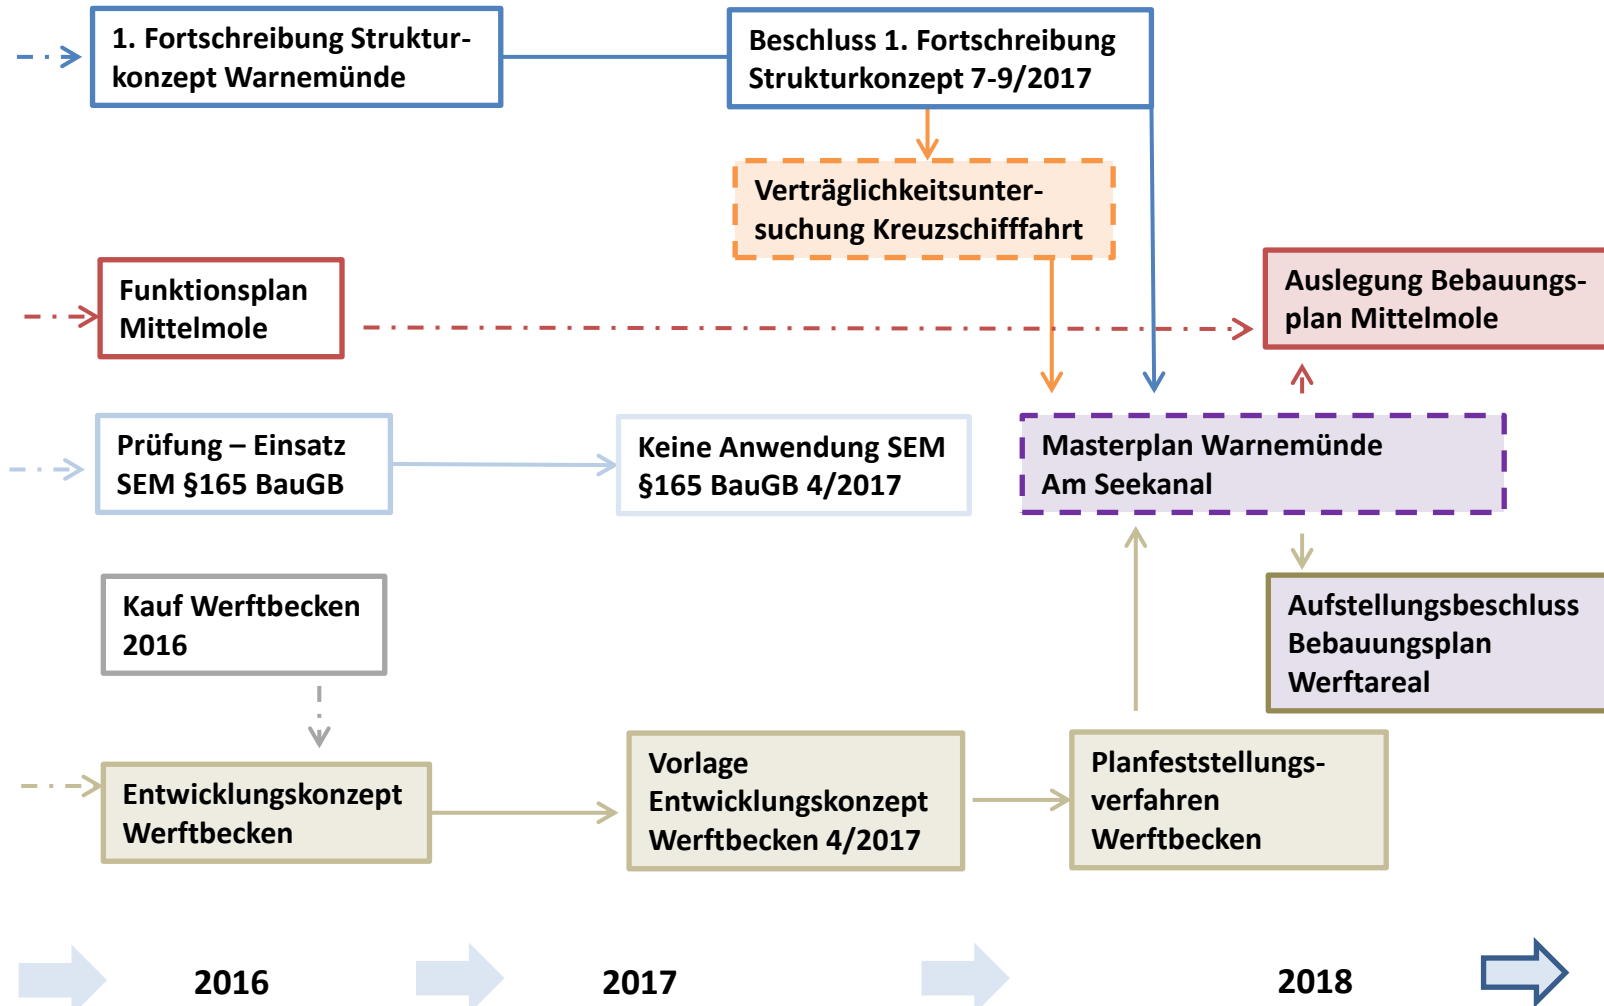 1. Fortschreibung Struktur-
konzept Warnemünde
Beschluss 1. Fortschreibung
Strukturkonzept 7-9/2017
Verträglichkeitsunter-
suchung Kreuzschifffahrt
Funktionsplan
Mittelmole
Auslegung Bebauungs-
plan Mittelmole
Prüfung – Einsatz
SEM §165 BauGB
Keine Anwendung SEM
§165 BauGB 4/2017
Masterplan Warnemünde
Am Seekanal
Kauf Werftbecken
2016
Aufstellungsbeschluss
Bebauungsplan
Werftareal
Entwicklungskonzept
Werftbecken
Vorlage
Entwicklungskonzept
Werftbecken 4/2017
Planfeststellungs-
verfahren
Werftbecken
2016
2017
2018